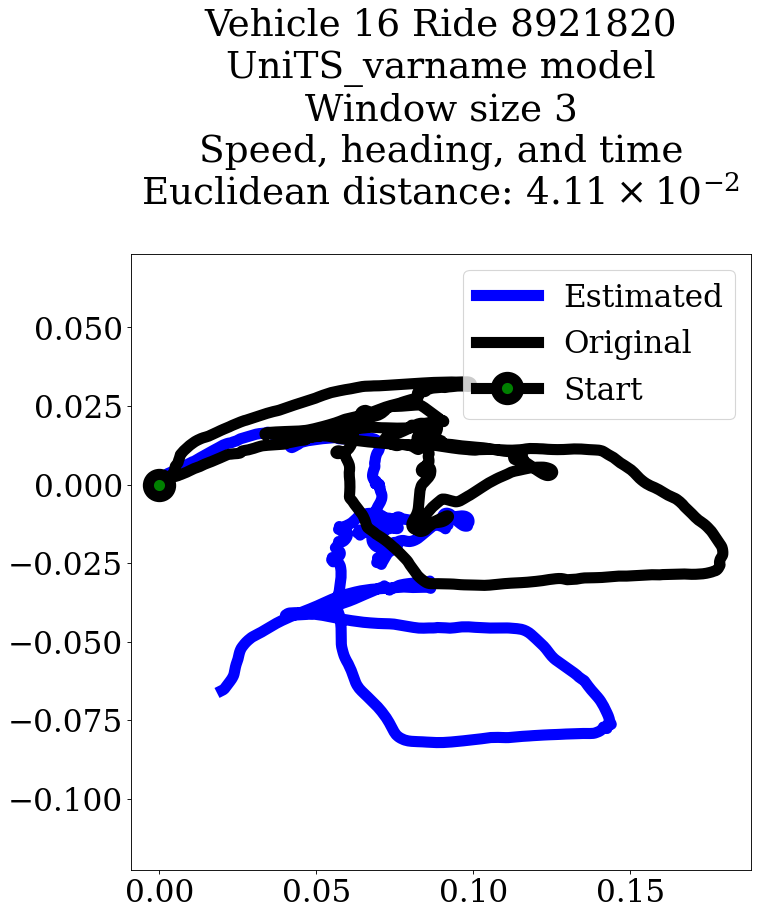 Vehicle 16 Ride 8921820
UniTS_varname model
Window size 3
Speed, heading, and time
Euclidean distance: 4.11 × 10⁻²
Estimated
Original
Start
0.050
0.025
0.000
−0.025
−0.050
−0.075
−0.100
0.00 0.05 0.10 0.15